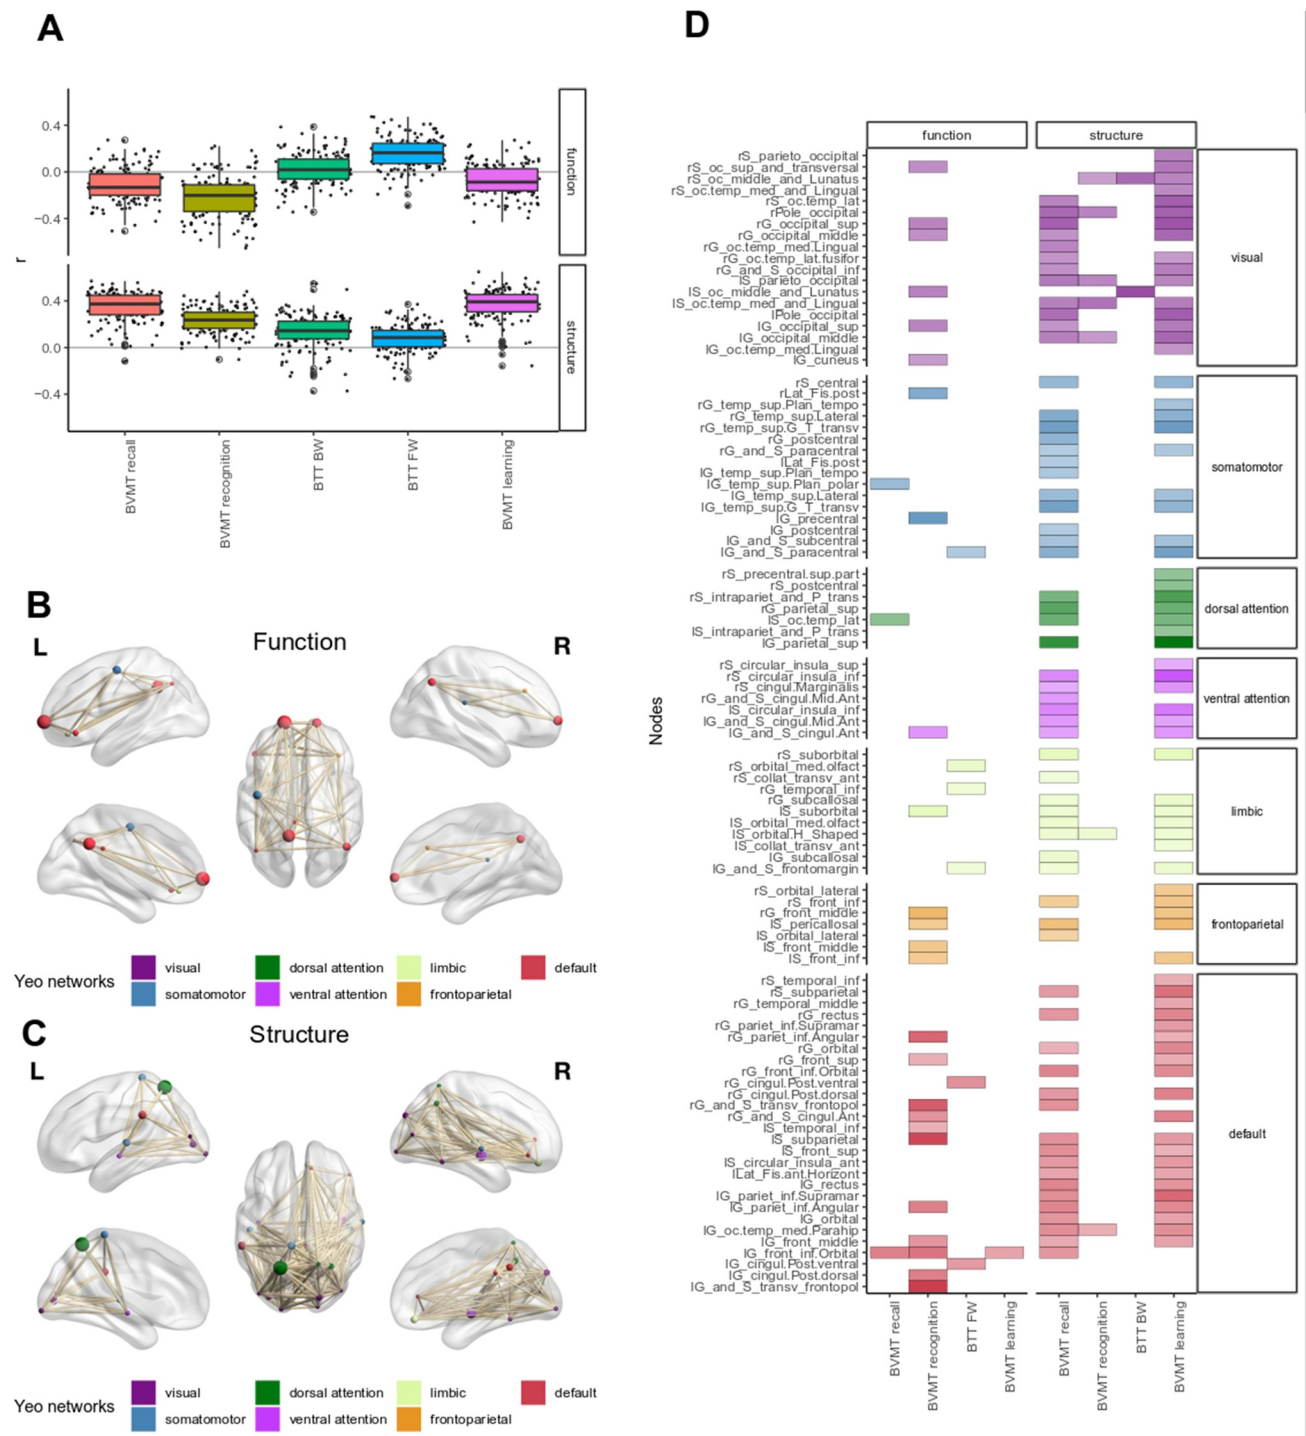 A
r
0.4
0.0
−0.4
function
0.4
0.0
−0.4
structure
BVMT recall
BVMT recognition
BTT BW
BTT FW
BVMT learning
B
Function
L
R
Yeo networks
visual
dorsal attention
limbic
default
somatomotor
ventral attention
frontoparietal
C
Structure
L
R
Yeo networks
visual
dorsal attention
limbic
default
somatomotor
ventral attention
frontoparietal
D
function
structure
Nodes
rS_parieto_occipital
rS_oc_sup_and_transversal
rS_oc_middle_and_Lunatus
rS_oc.temp_med_and_Lingual
rS_oc.temp_lat
rPole_occipital
rG_occipital_sup
rG_occipital_middle
rG_oc.temp_med.Lingual
rG_oc.temp_lat.fusifor
rG_and_S_occipital_inf
lS_parieto_occipital
lS_oc_middle_and_Lunatus
lS_oc.temp_med_and_Lingual
lPole_occipital
lG_occipital_sup
lG_occipital_middle
lG_oc.temp_med.Lingual
lG_cuneus
visual
rS_central
rLat_Fis.post
rG_temp_sup.Plan_tempo
rG_temp_sup.Lateral
rG_temp_sup.G_T_transv
rG_postcentral
rG_and_S_paracentral
lLat_Fis.post
lG_temp_sup.Plan_tempo
lG_temp_sup.Plan_polar
lG_temp_sup.Lateral
lG_temp_sup.G_T_transv
lG_precentral
lG_postcentral
lG_and_S_subcentral
lG_and_S_paracentral
somatomotor
rS_precentral.sup.part
rS_postcentral
rS_intrapariet_and_P_trans
rG_parietal_sup
lS_oc.temp_lat
lS_intrapariet_and_P_trans
lG_parietal_sup
dorsal attention
rS_circular_insula_sup
rS_circular_insula_inf
rS_cingul.Marginalis
rG_and_S_cingul.Mid.Ant
lS_circular_insula_inf
lG_and_S_cingul.Mid.Ant
lG_and_S_cingul.Ant
ventral attention
rS_suborbital
rS_orbital_med.olfact
rS_collat_transv_ant
rG_temporal_inf
rG_subcallosal
lS_suborbital
lS_orbital_med.olfact
lS_orbital.H_Shaped
lS_collat_transv_ant
lG_subcallosal
lG_and_S_frontomargin
limbic
rS_orbital_lateral
rS_front_inf
rG_front_middle
lS_pericallosal
lS_orbital_lateral
lS_front_middle
lS_front_inf
frontoparietal
rS_temporal_inf
rS_subparietal
rG_temporal_middle
rG_rectus
rG_pariet_inf.Supramar
rG_pariet_inf.Angular
rG_orbital
rG_front_sup
rG_front_inf.Orbital
rG_cingul.Post.ventral
rG_cingul.Post.dorsal
rG_and_S_transv_frontopol
rG_and_S_cingul.Ant
lS_temporal_inf
lS_subparietal
lS_front_sup
lS_circular_insula_ant
lLat_Fis.ant.Horizont
lG_rectus
lG_pariet_inf.Supramar
lG_pariet_inf.Angular
lG_orbital
lG_oc.temp_med.Parahip
lG_front_middle
lG_front_inf.Orbital
lG_cingul.Post.ventral
lG_cingul.Post.dorsal
lG_and_S_transv_frontopol
default
BVMT recall
BVMT recognition
BTT FW
BVMT learning
BVMT recall
BVMT recognition
BTT BW
BVMT learning